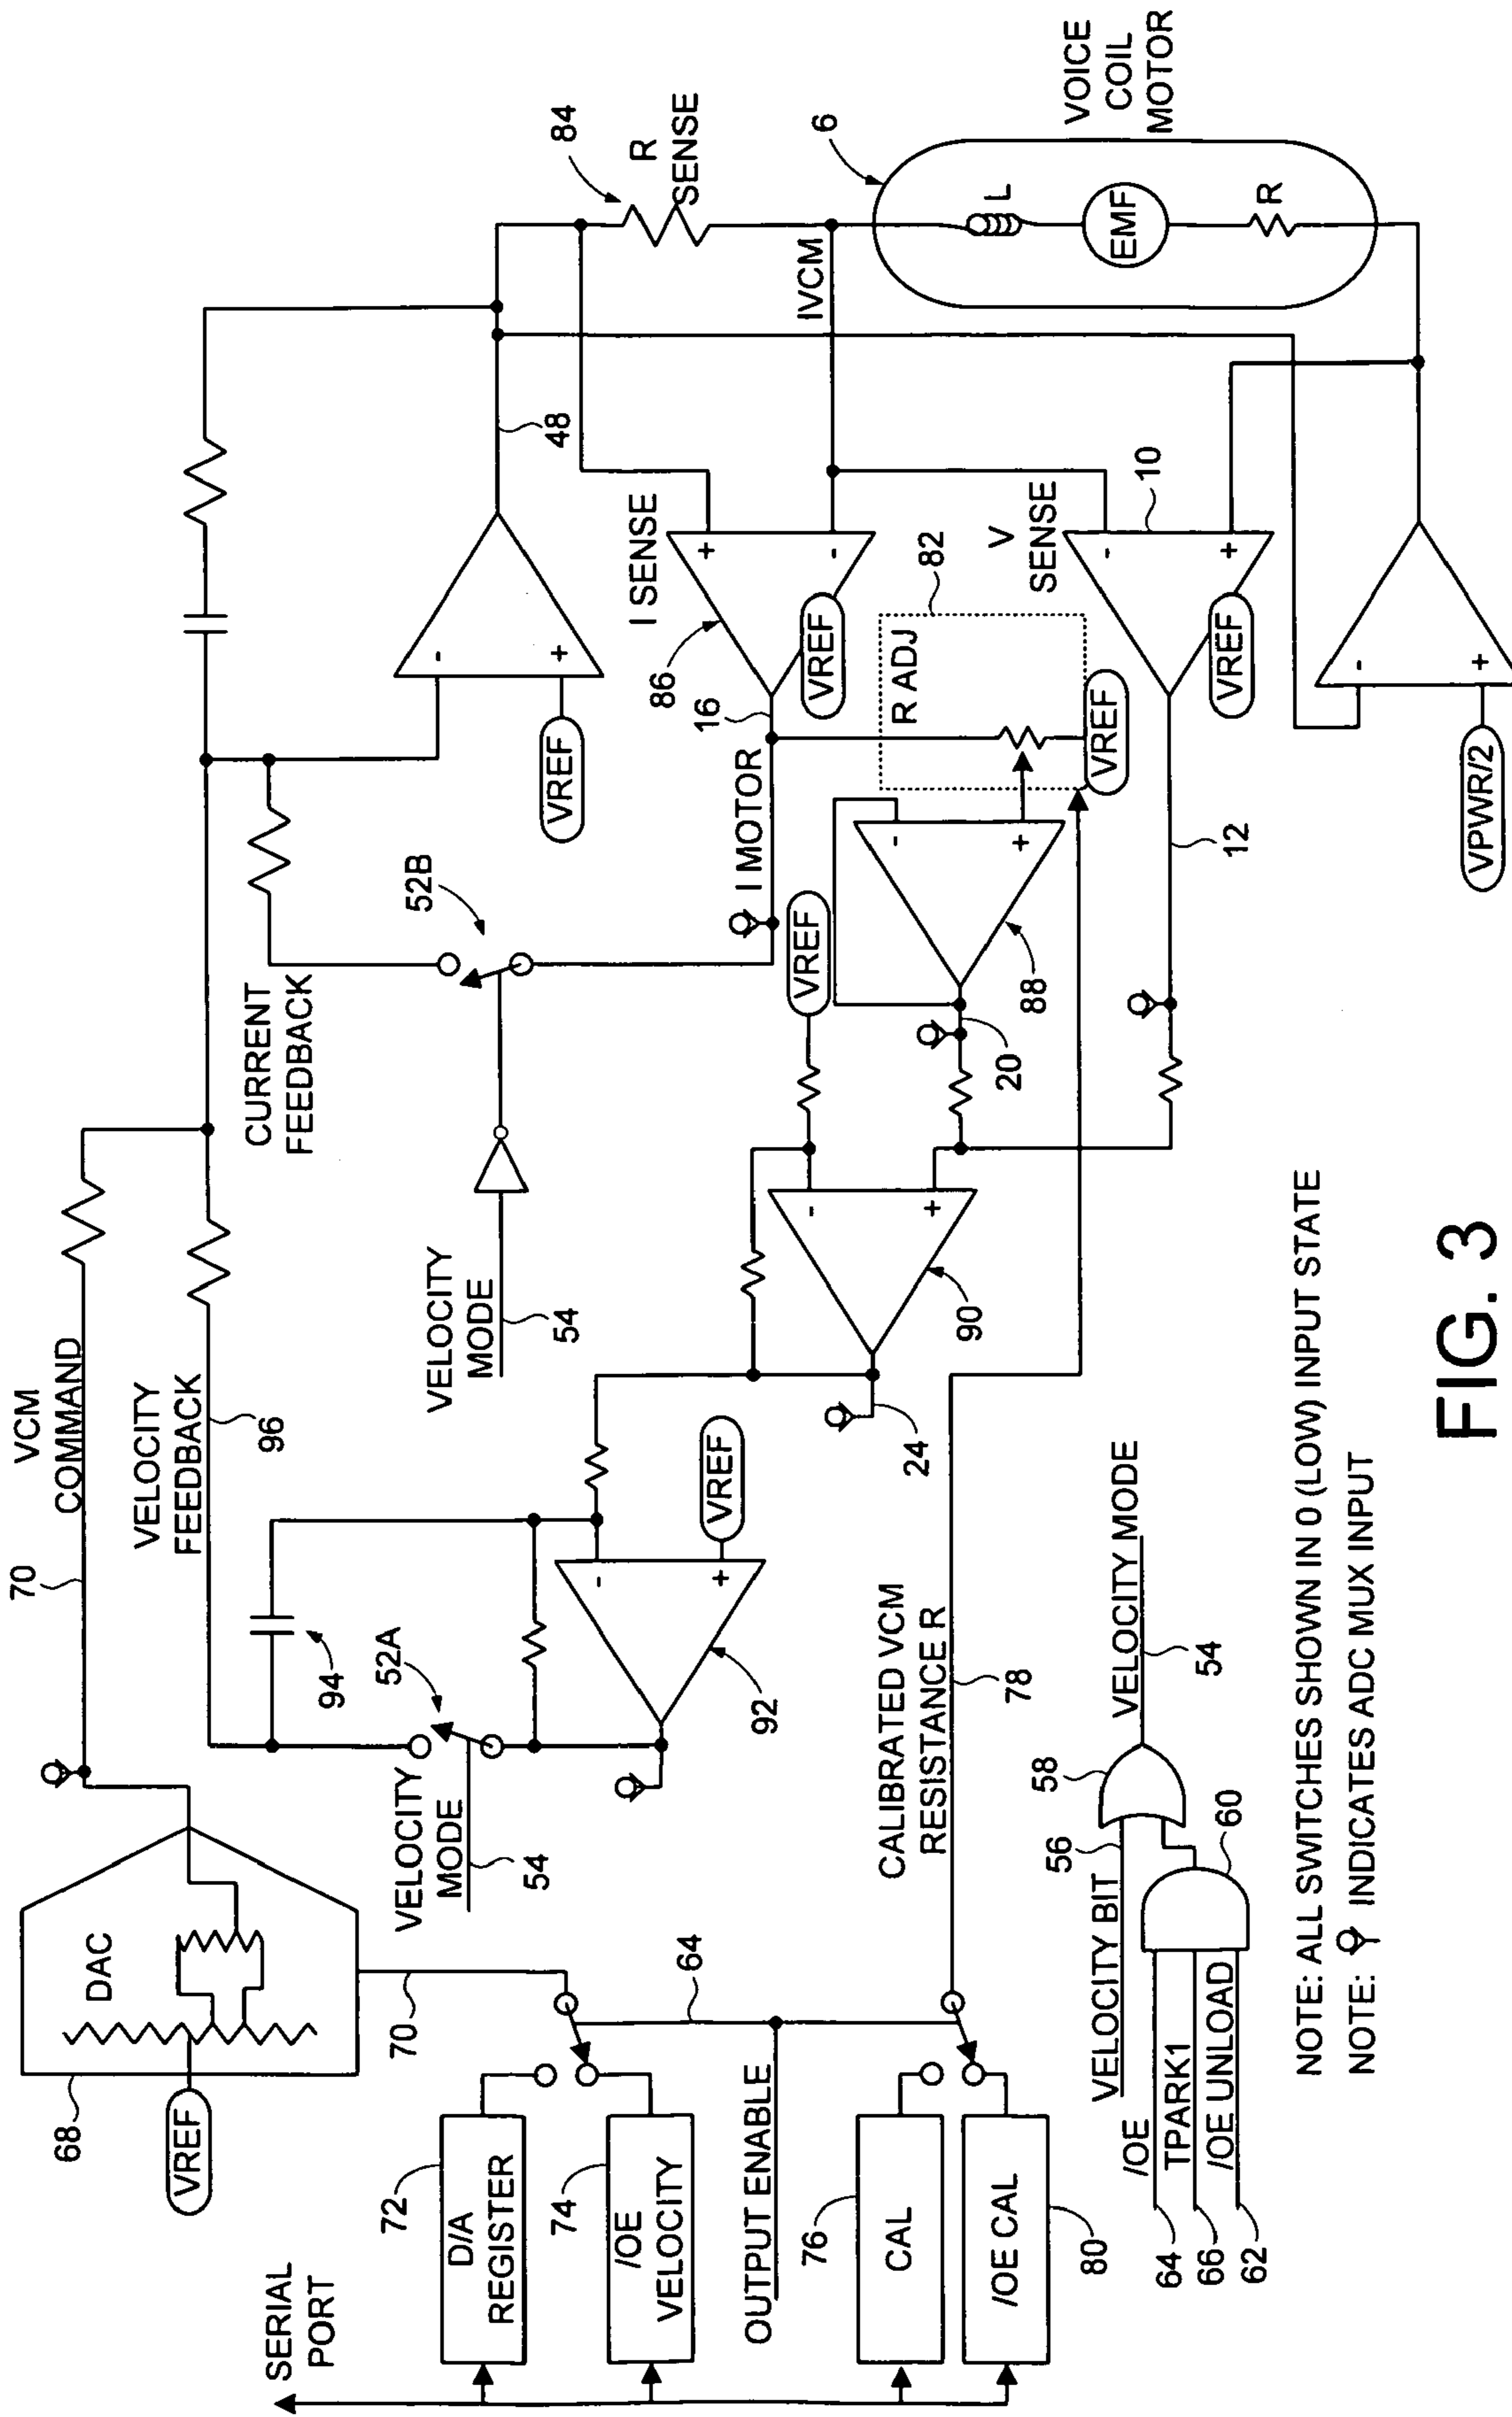 SERIAL
PORT
68
VREF
DAC
70
72
D/A
REGISTER
74
/OE
VELOCITY
OUTPUT ENABLE
64
76
CAL
/OE CAL
80
70
VCM
COMMAND
VELOCITY
FEEDBACK
96
94
52A
VELOCITY
MODE
54
-
+
92
VREF
CALIBRATED VCM
RESISTANCE R
78
24
-
+
90
VREF
CURRENT
FEEDBACK
52B
VELOCITY
MODE
54
I MOTOR
16
-
+
88
20
12
R ADJ
82
VREF
-
+
VREF
48
I SENSE
+
-
86
VREF
V
SENSE
10
-
+
VREF
-
+
VPWR/2
84
R
SENSE
IVCM
6
L
EMF
R
VOICE
COIL
MOTOR
VELOCITY BIT
56
58
VELOCITY MODE
54
/OE
TPARK1
/OE UNLOAD
64
66
62
60
NOTE: ALL SWITCHES SHOWN IN 0 (LOW) INPUT STATE
NOTE: INDICATES ADC MUX INPUT
FIG. 3